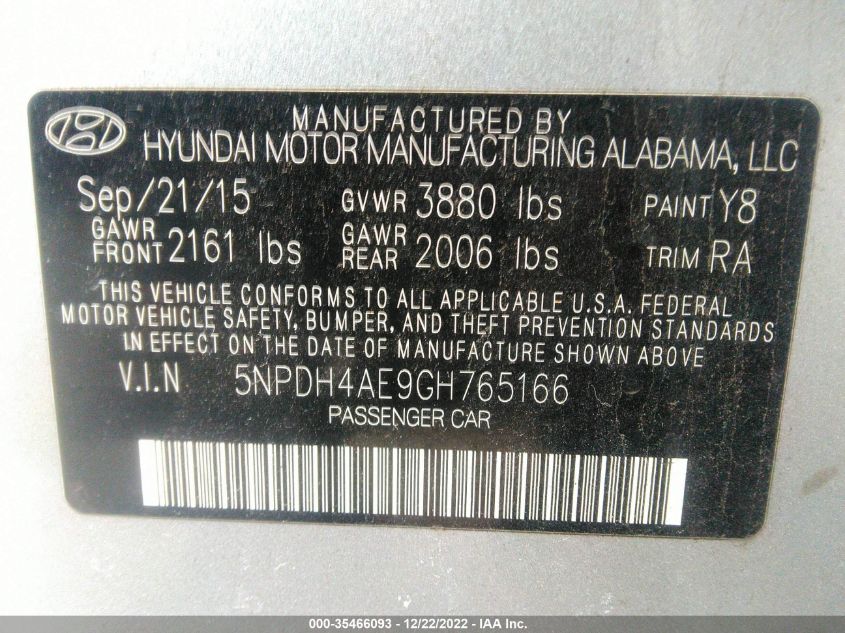 MANUFACTURED BY
HYUNDAI MOTOR MANUFACTURING ALABAMA, LLC
Sep/21/15 GVWR 3880 lbs PAINT Y8
GAWR FRONT 2161 lbs GAWR REAR 2006 lbs TRIM RA
THIS VEHICLE CONFORMS TO ALL APPLICABLE U.S.A. FEDERAL
MOTOR VEHICLE SAFETY, BUMPER, AND THEFT PREVENTION STANDARDS
IN EFFECT ON THE DATE OF MANUFACTURE SHOWN ABOVE
V.I.N 5NPDH4AE9GH765166
PASSENGER CAR
000-35466093 - 12/22/2022 - IAA Inc.